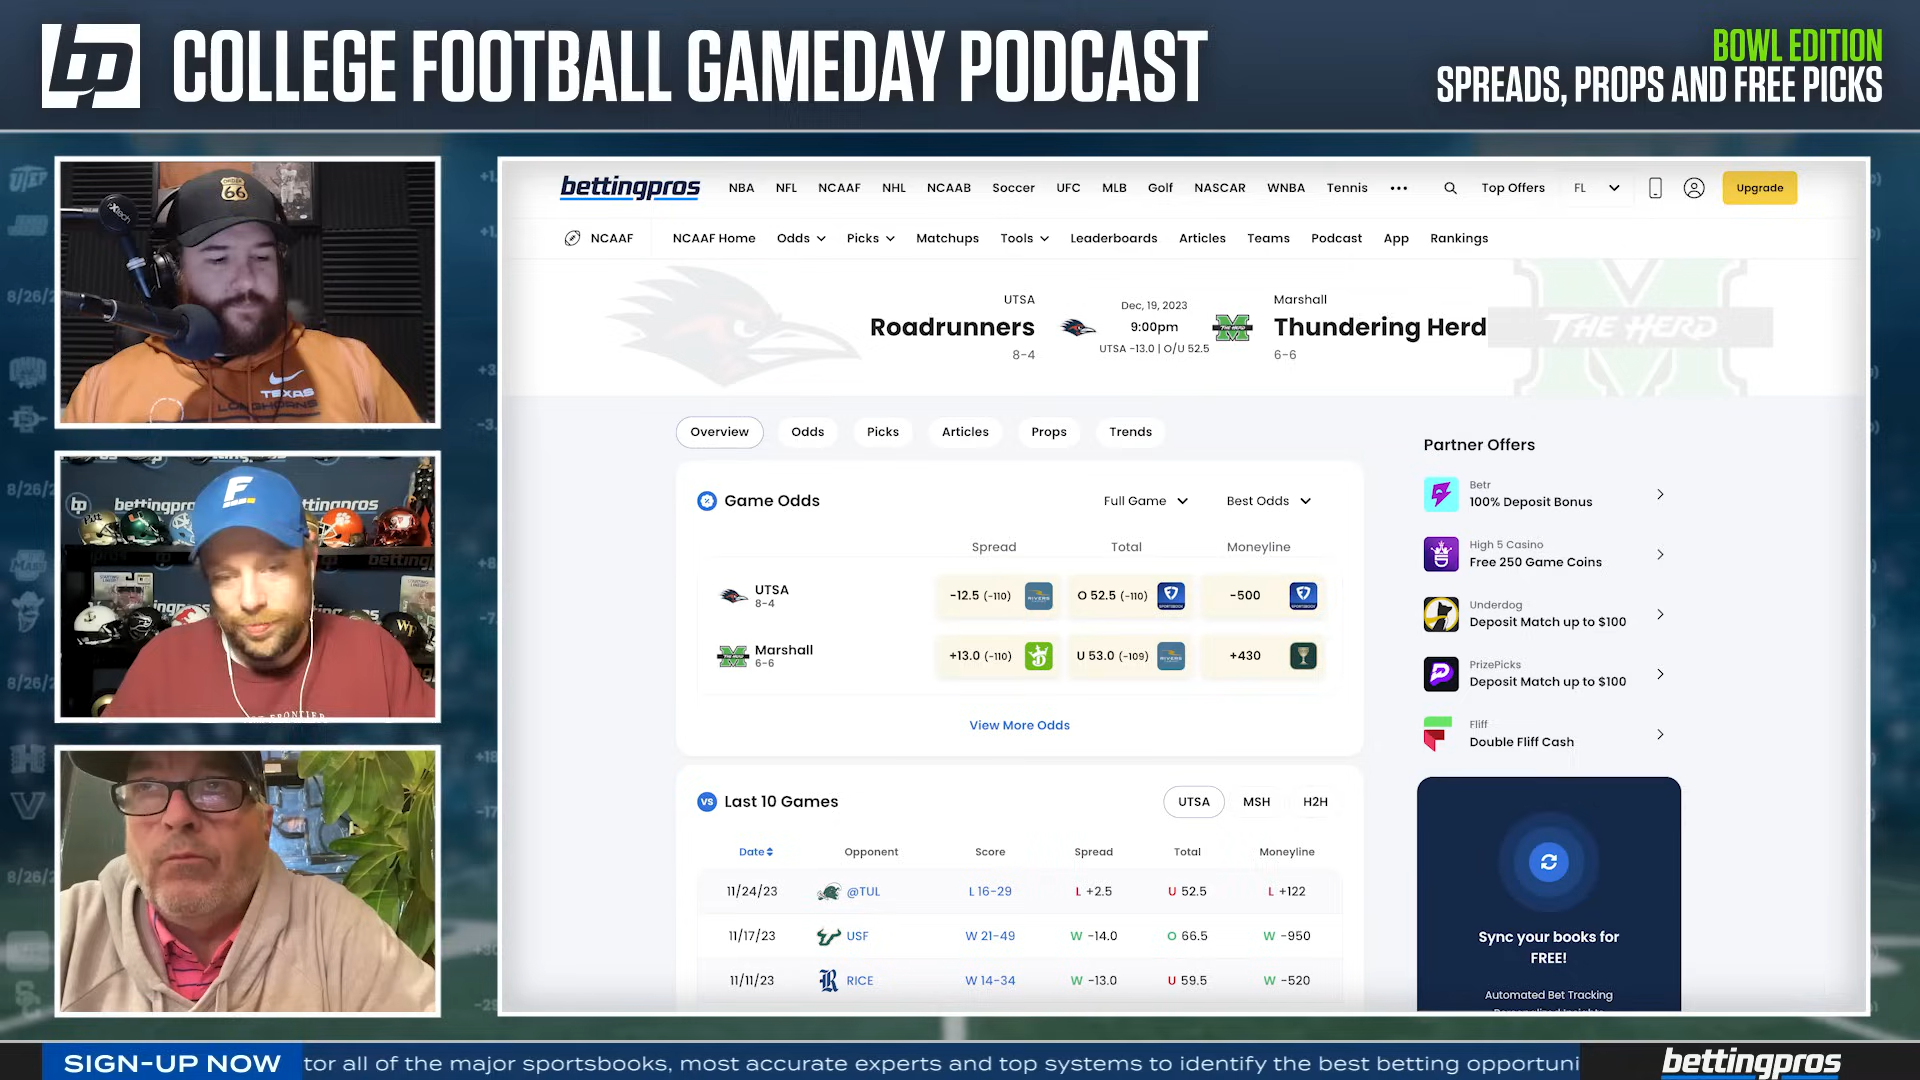 bp COLLEGE FOOTBALL GAMEDAY PODCAST
BOWL EDITION
SPREADS, PROPS AND FREE PICKS
bettingpros NBA NFL NCAAF NHL NCAAB Soccer UFC MLB Golf NASCAR WNBA Tennis ••• Top Offers FL Upgrade
NCAAF NCAAF Home Odds Picks Matchups Tools Leaderboards Articles Teams Podcast App Rankings
UTSA
Roadrunners
8-4
Dec, 19, 2023
9:00pm
UTSA -13.0 | O/U 52.5
Marshall
Thundering Herd
6-6
THE HERD
Overview Odds Picks Articles Props Trends
Game Odds Full Game Best Odds
Spread Total Moneyline
UTSA
8-4
-12.5 (-110) O 52.5 (-110) -500
Marshall
6-6
+13.0 (-110) U 53.0 (-109) +430
View More Odds
VS Last 10 Games UTSA MSH H2H
Date Opponent Score Spread Total Moneyline
11/24/23 @TUL L 16-29 L +2.5 U 52.5 L +122
11/17/23 USF W 21-49 W -14.0 O 66.5 W -950
11/11/23 RICE W 14-34 W -13.0 U 59.5 W -520
Partner Offers
Betr
100% Deposit Bonus
High 5 Casino
Free 250 Game Coins
Underdog
Deposit Match up to $100
PrizePicks
Deposit Match up to $100
Fliff
Double Fliff Cash
Sync your books for
FREE!
Automated Bet Tracking
66
TEXAS
LONGHORNS
bettingpros
SIGN-UP NOW tor all of the major sportsbooks, most accurate experts and top systems to identify the best betting opportuni
bettingpros